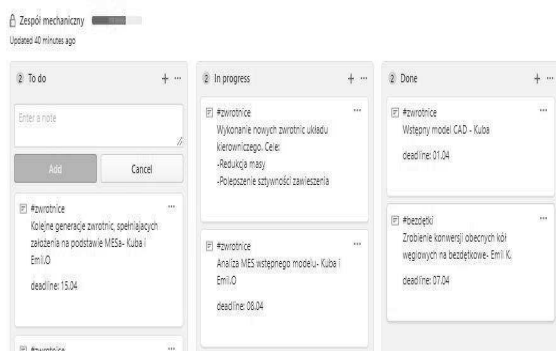 Zespół mechaniczny
Updated 40 minutes ago
2 To do
Enter a note
Add
Cancel
#zwrotnice
Kolejne generacje zwrotnic, spełniajacych
założenia na podstawie MESa- Kuba i
Emil.O
deadline: 15.04
#zwrotnice
2 In progress
#zwrotnice
Wykonanie nowych zwrotnic układu
kierowniczego. Cele:
-Redukcja masy
-Polepszenie sztywności zawieszenia
#zwrotnice
Analiza MES wstępnego modelu- Kuba i
Emil.O
deadline: 08.04
2 Done
#zwrotnice
Wstępny model CAD - Kuba
deadline: 01.04
#bezdętki
Zrobienie konwersji obecnych kół
węglowych na bezdętkowe- Emil K.
deadline: 07.04